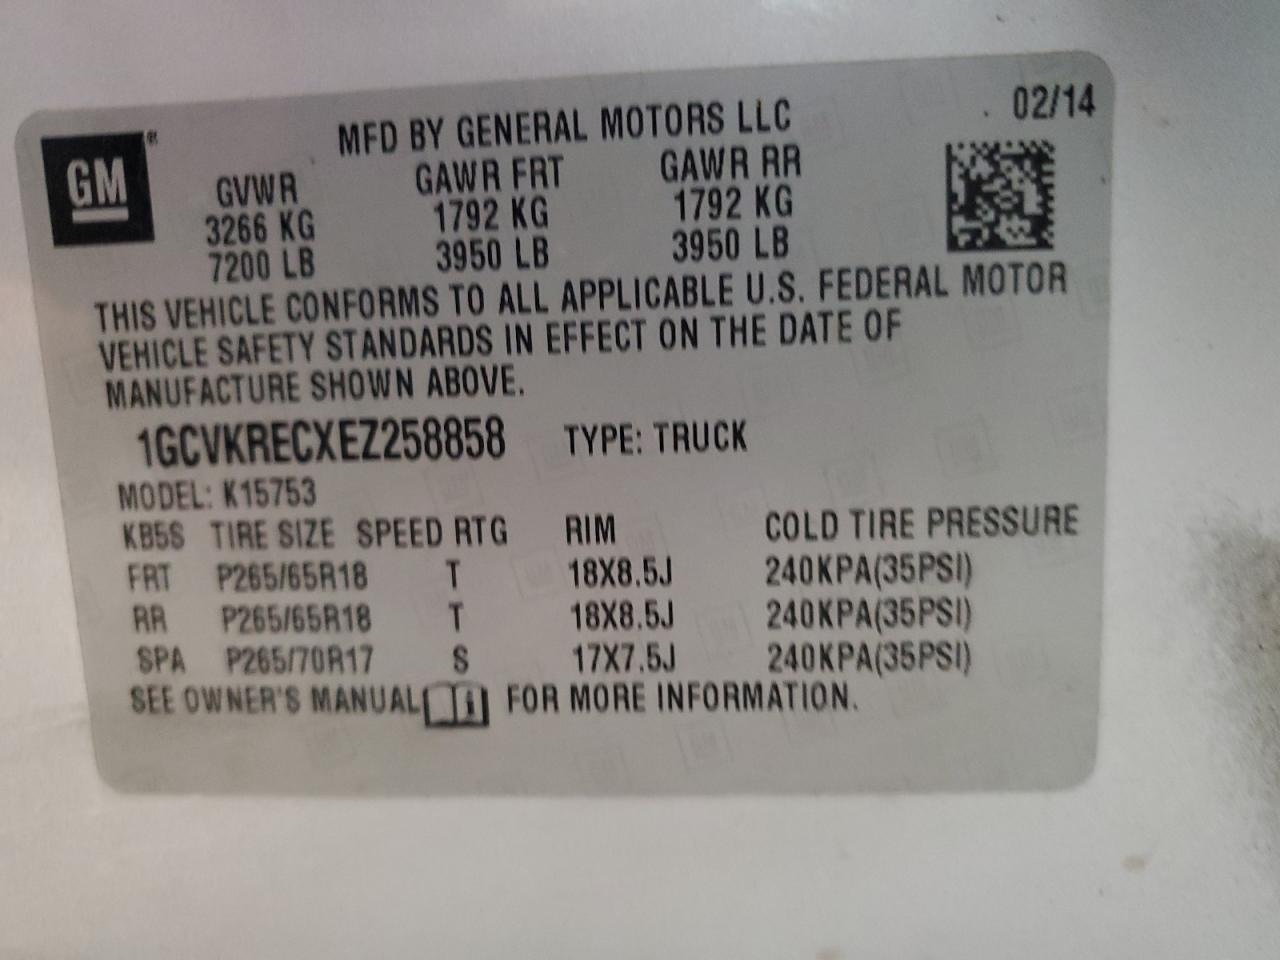 GM ®
MFD BY GENERAL MOTORS LLC
02/14
GVWR GAWR FRT GAWR RR
3266 KG 1792 KG 1792 KG
7200 LB 3950 LB 3950 LB
THIS VEHICLE CONFORMS TO ALL APPLICABLE U.S. FEDERAL MOTOR
VEHICLE SAFETY STANDARDS IN EFFECT ON THE DATE OF
MANUFACTURE SHOWN ABOVE.
1GCVKRECXEZ258858 TYPE: TRUCK
MODEL: K15753
KB5S TIRE SIZE SPEED RTG RIM COLD TIRE PRESSURE
FRT P265/65R18 T 18X8.5J 240KPA(35PSI)
RR P265/65R18 T 18X8.5J 240KPA(35PSI)
SPA P265/70R17 S 17X7.5J 240KPA(35PSI)
SEE OWNER'S MANUAL FOR MORE INFORMATION.